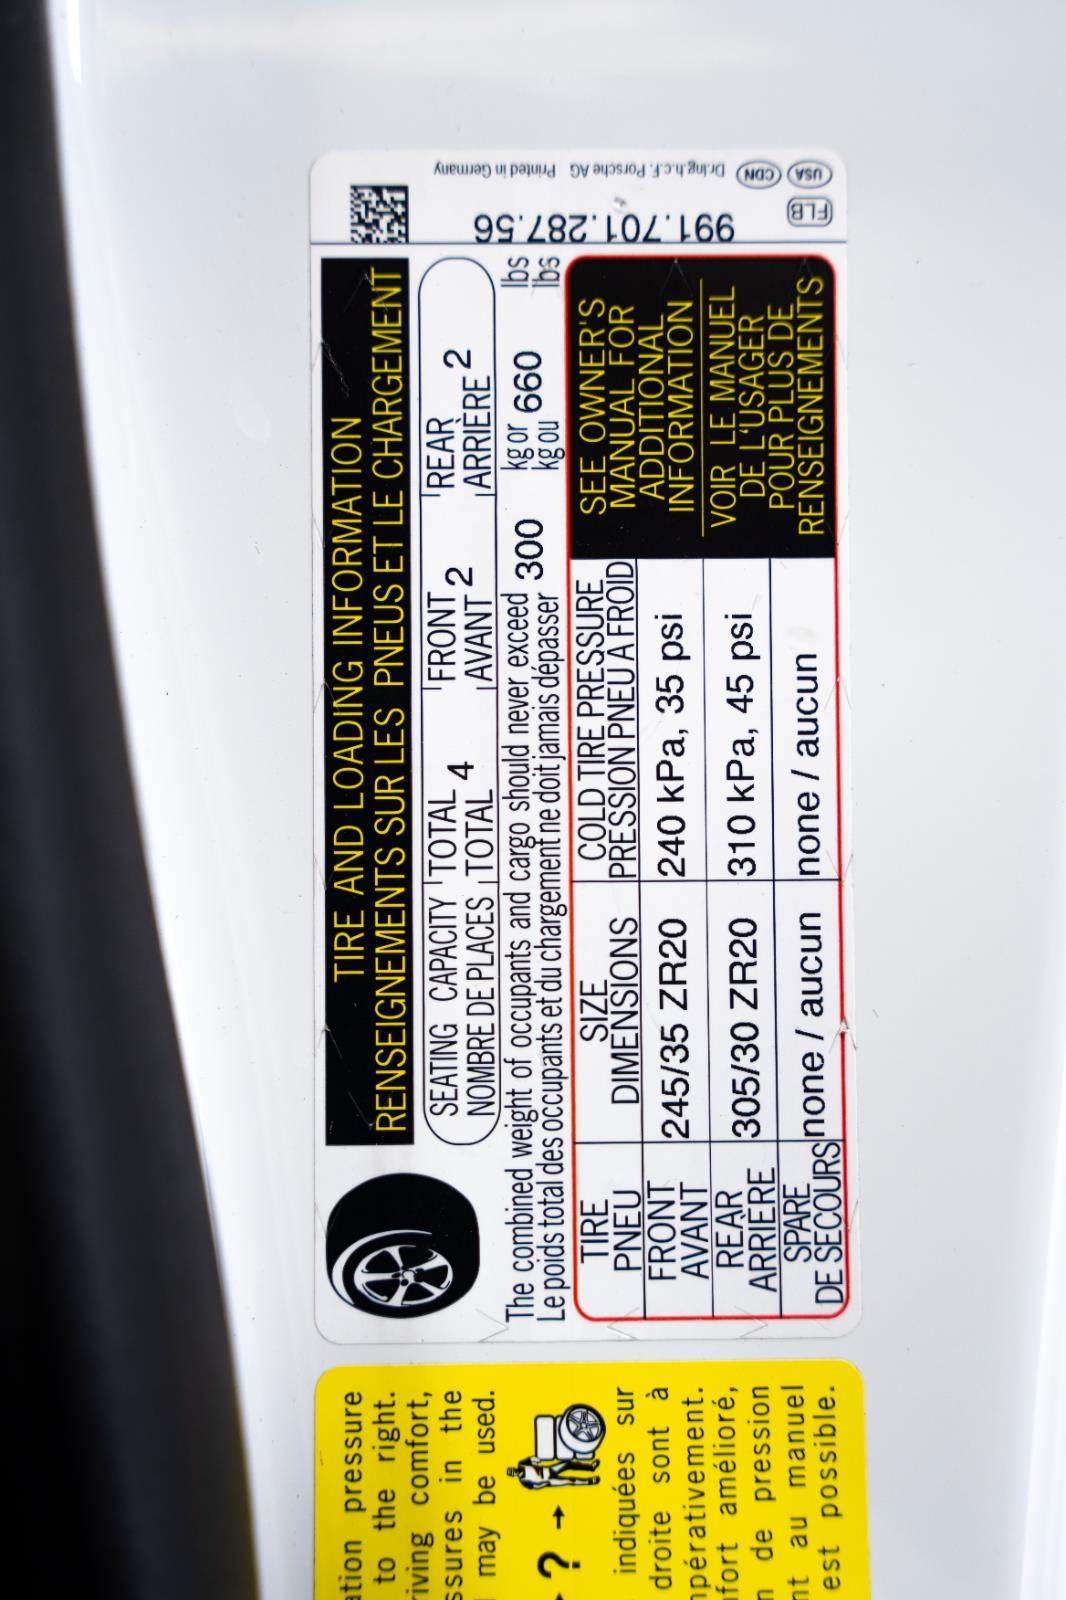 TIRE AND LOADING INFORMATION
RENSEIGNEMENTS SUR LES PNEUS ET LE CHARGEMENT
SEATING CAPACITY TOTAL 4 FRONT 2 REAR 2
NOMBRE DE PLACES TOTAL AVANT ARRIÈRE
The combined weight of occupants and cargo should never exceed 300 kg or 660 lbs
Le poids total des occupants et du chargement ne doit jamais dépasser kg ou lbs
TIRE SIZE COLD TIRE PRESSURE
PNEU DIMENSIONS PRESSION PNEU A FROID
FRONT 245/35 ZR20 240 kPa, 35 psi
AVANT
REAR 305/30 ZR20 310 kPa, 45 psi
ARRIÈRE
SPARE none / aucun none / aucun
DE SECOURS
SEE OWNER'S
MANUAL FOR
ADDITIONAL
INFORMATION
VOIR LE MANUEL
DE L'USAGER
POUR PLUS DE
RENSEIGNEMENTS
991.701.287.56
Dr.Ing.h.c.F. Porsche AG Printed in Germany
FLB
USA
CDN
pressure
to the right.
comfort,
in the
may be used.
?
indiquées sur
droite sont à
amélioré,
de pression
au manuel
est possible.